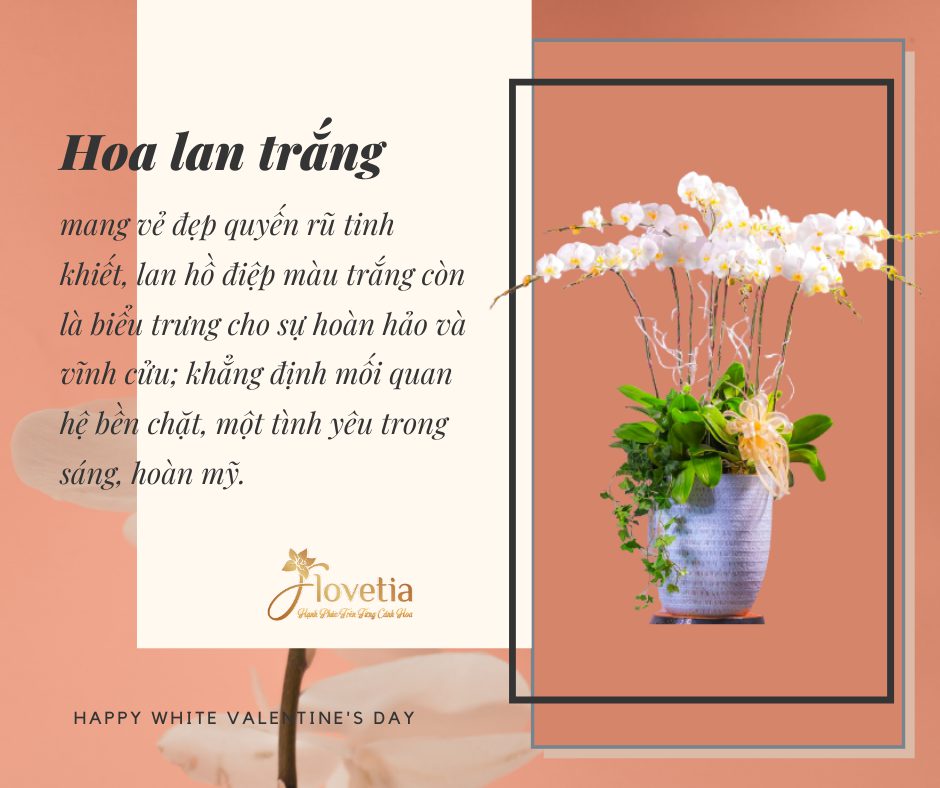 Hoa lan trắng
mang vẻ đẹp quyến rũ tinh
khiết, lan hồ điệp màu trắng còn
là biểu trưng cho sự hoàn hảo và
vĩnh cửu; khẳng định mối quan
hệ bền chặt, một tình yêu trong
sáng, hoàn mỹ.
flovetia
Hạnh Phúc Trên Từng Cánh Hoa
HAPPY WHITE VALENTINE'S DAY